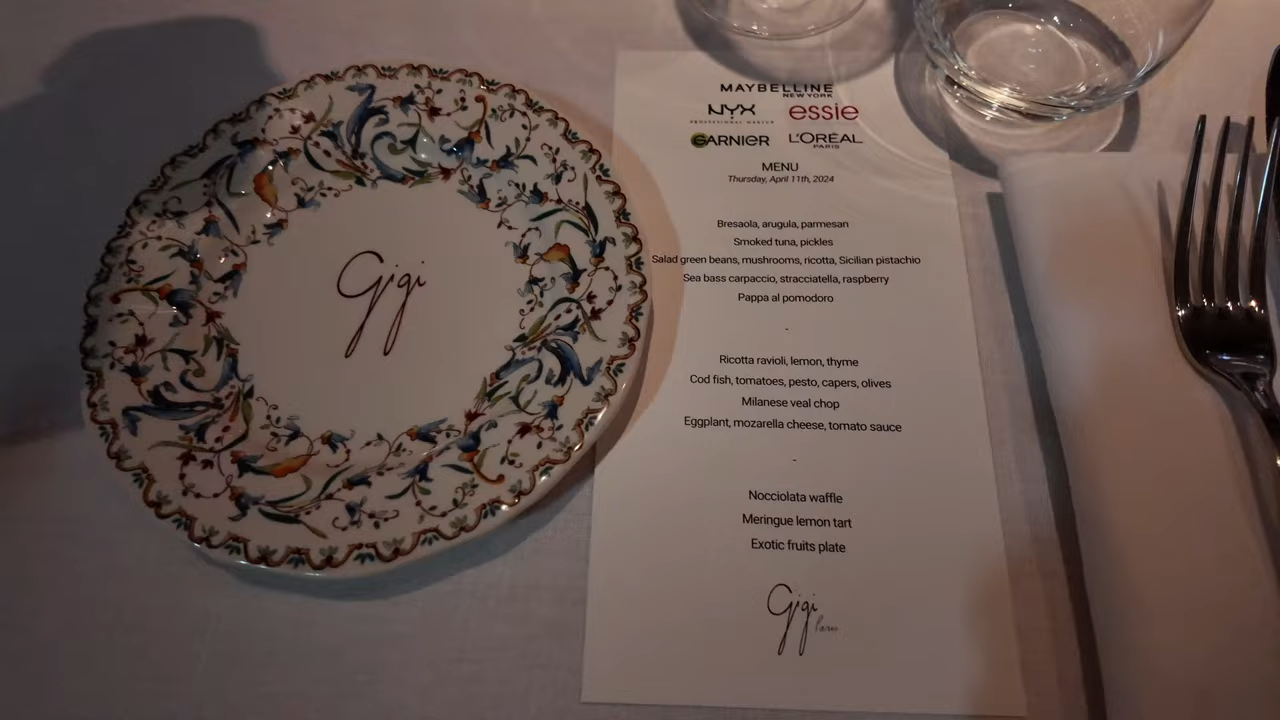 Gigi
MAYBELLINE
NEW YORK
NYX
PROFESSIONAL MAKEUP
essie
GARNIER
L'ORÉAL
PARIS
MENU
Thursday, April 11th, 2024
Bresaola, arugula, parmesan
Smoked tuna, pickles
Salad green beans, mushrooms, ricotta, Sicilian pistachio
Sea bass carpaccio, stracciatella, raspberry
Pappa al pomodoro
-
Ricotta ravioli, lemon, thyme
Cod fish, tomatoes, pesto, capers, olives
Milanese veal chop
Eggplant, mozarella cheese, tomato sauce
-
Nocciolata waffle
Meringue lemon tart
Exotic fruits plate
Gigi
Paris